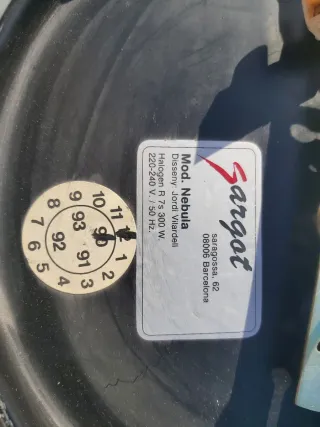 Sargot
saragossa, 62
08006 Barcelona
Mod. Nebula
Disseny: Jordi Vilardell
Halogen R 7s 300 W.
220-240 V. / 50 Hz.
12 1 2 3 4 5 6 7 8 9 10 11
90 91 92 93